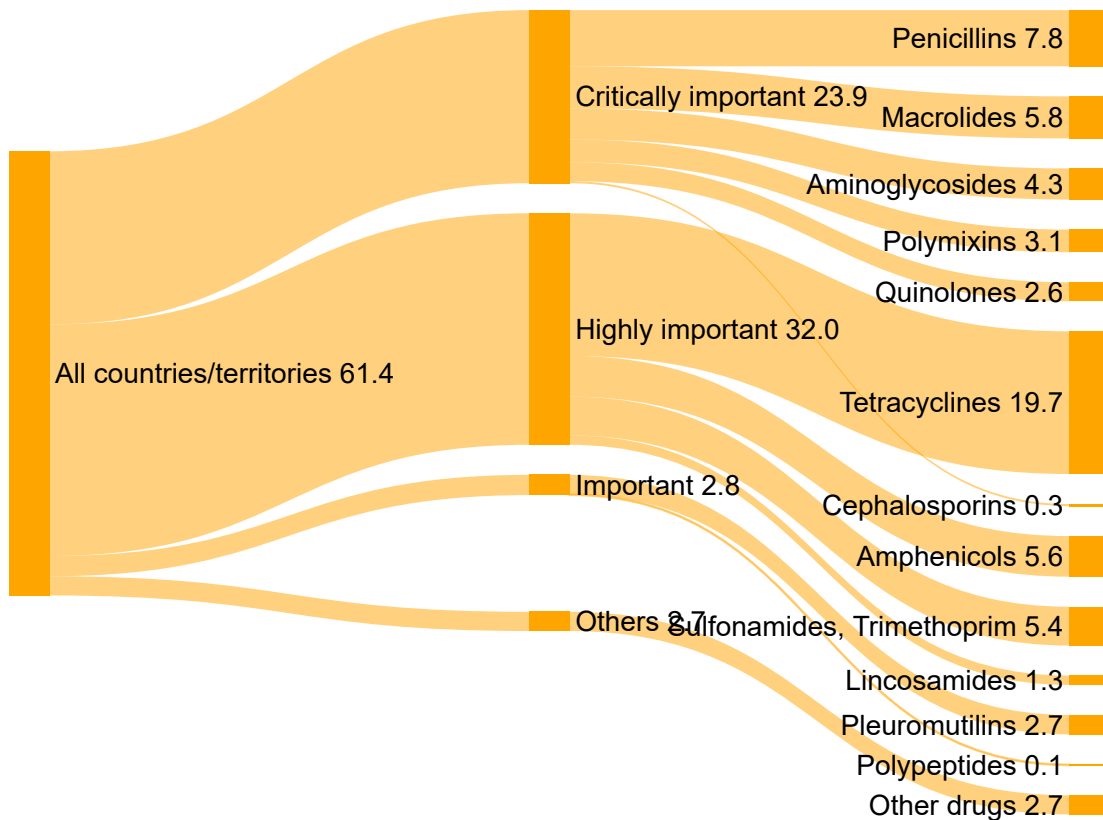 All countries/territories 61.4
Critically important 23.9
Highly important 32.0
Important 2.8
Others 2.7
Penicillins 7.8
Macrolides 5.8
Aminoglycosides 4.3
Polymixins 3.1
Quinolones 2.6
Tetracyclines 19.7
Cephalosporins 0.3
Amphenicols 5.6
Sulfonamides, Trimethoprim 5.4
Lincosamides 1.3
Pleuromutilins 2.7
Polypeptides 0.1
Other drugs 2.7